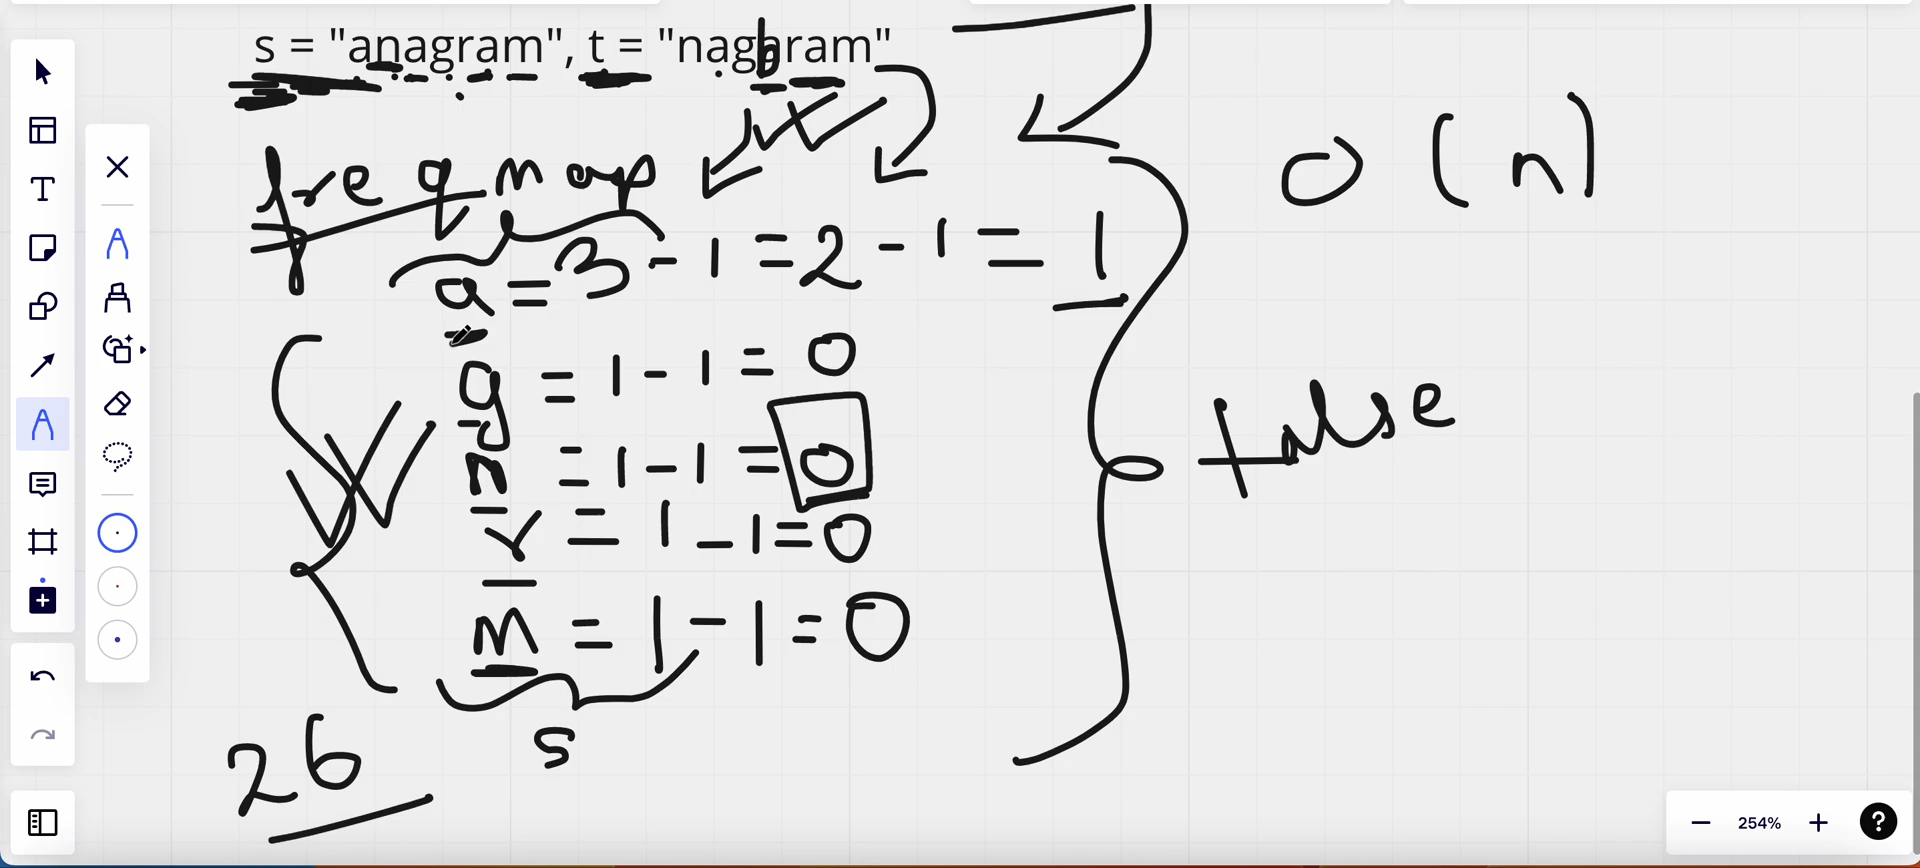 s = "anagram", t = "nagaram"
b
freq map
O(n)
a = 3 - 1 = 2 - 1 = 1
g = 1 - 1 = 0
n = 1 - 1 = 0
false
r = 1 - 1 = 0
m = 1 - 1 = 0
s
26
T
254%
?